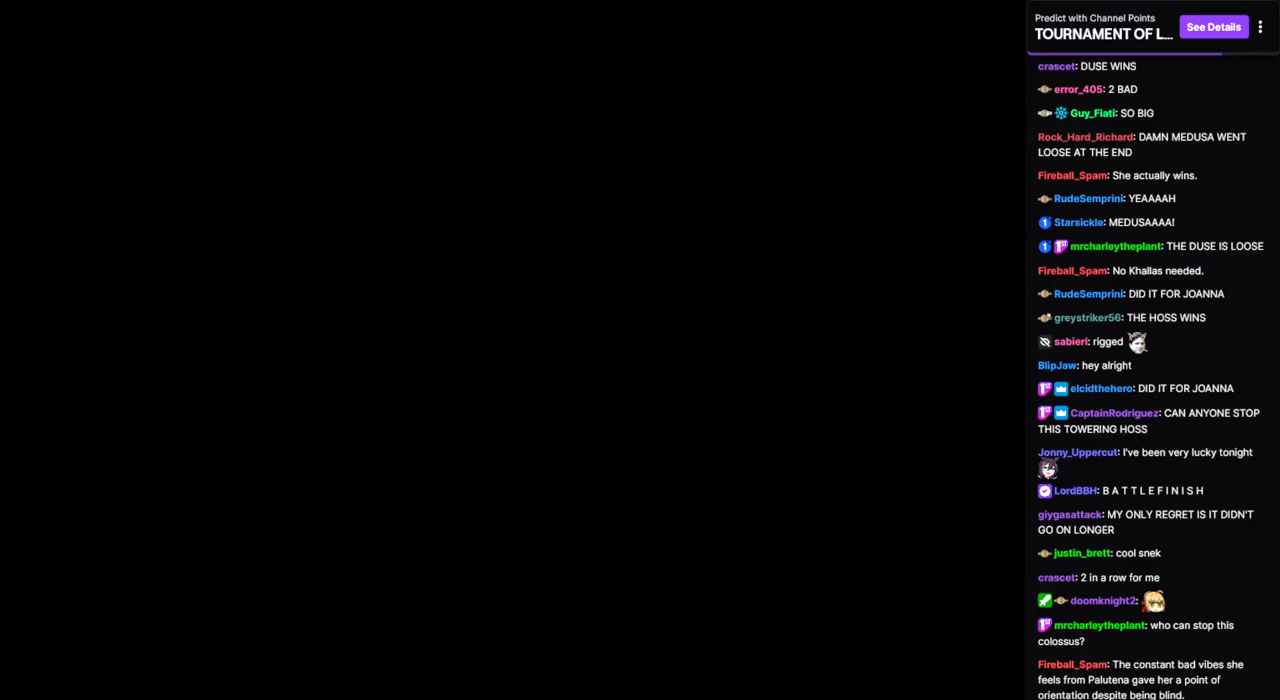 Predict with Channel Points
TOURNAMENT OF L...
See Details
crascet: DUSE WINS
error_405: 2 BAD
Guy_Fiati: SO BIG
Rock_Hard_Richard: DAMN MEDUSA WENT
LOOSE AT THE END
Fireball_Spam: She actually wins.
RudeSemprini: YEAAAAH
Starsickle: MEDUSAAAA!
mrcharleytheplant: THE DUSE IS LOOSE
Fireball_Spam: No Khallas needed.
RudeSemprini: DID IT FOR JOANNA
greystriker56: THE HOSS WINS
sabieri: rigged
BlipJaw: hey alright
elcidthehero: DID IT FOR JOANNA
CaptainRodriguez: CAN ANYONE STOP
THIS TOWERING HOSS
Jonny_Uppercut: I've been very lucky tonight
LordBBH: B A T T L E F I N I S H
giygasattack: MY ONLY REGRET IS IT DIDN'T
GO ON LONGER
justin_brett: cool snek
crascet: 2 in a row for me
doomknight2:
mrcharleytheplant: who can stop this
colossus?
Fireball_Spam: The constant bad vibes she
feels from Palutena gave her a point of
orientation despite being blind.